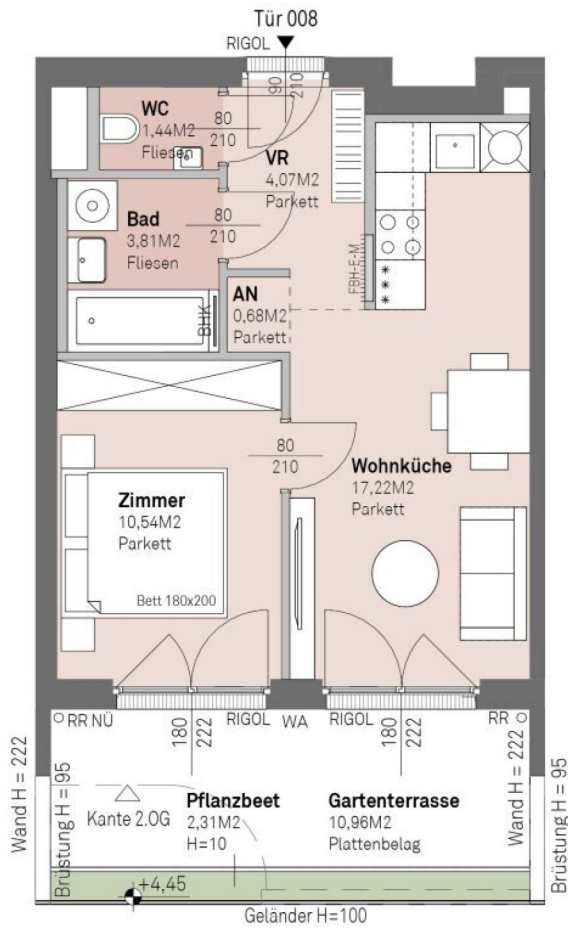 Tür 008
RIGOL
90
210
WC
1,44M2
Fliesen
80
210
VR
4,07M2
Parkett
Bad
3,81M2
Fliesen
80
210
FBH-E-M
AN
0,68M2
Parkett
BHK
80
210
Wohnküche
17,22M2
Parkett
Zimmer
10,54M2
Parkett
Bett 180x200
RR NÜ
180
222
RIGOL
WA
RIGOL
180
222
RR
Wand H = 222
Brüstung H = 95
Kante 2.OG
Pflanzbeet
2,31M2
H=10
Gartenterrasse
10,96M2
Plattenbelag
Wand H = 222
Brüstung H = 95
+4,45
Geländer H=100